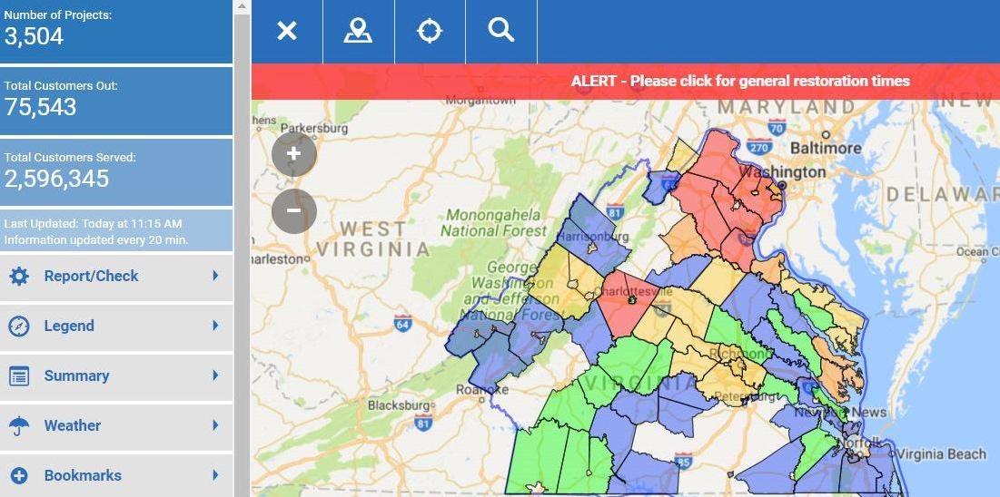 Number of Projects:
3,504
Total Customers Out:
75,543
Total Customers Served:
2,596,345
Last Updated: Today at 11:15 AM
Information updated every 20 min.
Report/Check
Legend
Summary
Weather
Bookmarks
ALERT - Please click for general restoration times
Morgantown
MARYLAND
NEW
hens
Parkersburg
70
270
Baltimore
Washington
DELAWAR
81
WEST
VIRGINIA
Monongahela
National Forest
Harrisonburg
harleston
Ocean C
George
Washington
and Jefferson
National Forest
Charlottesville
64
Richmond
VIRGINIA
Roanoke
Petersburg
Blacksburg
81
Newport News
Norfolk
Virginia Beach
85